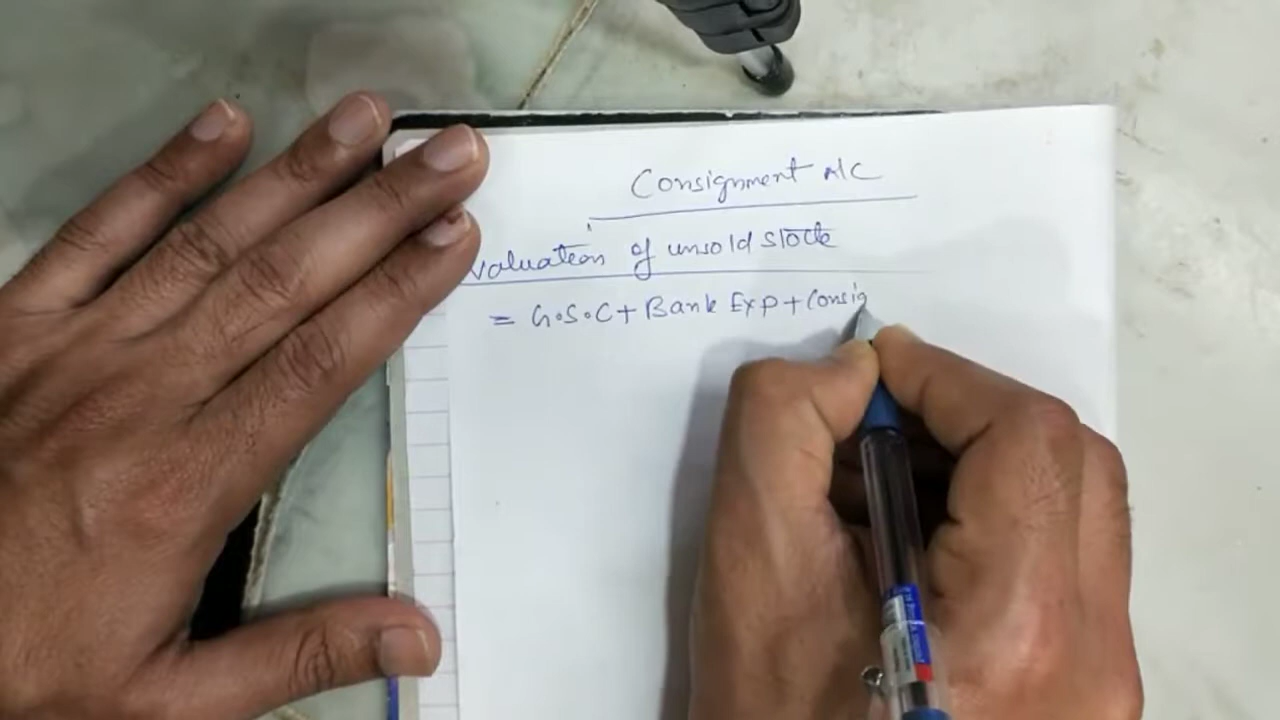 Consignment A/C
valuation of unsold stock
= G.S.C + Bank Exp + Consig